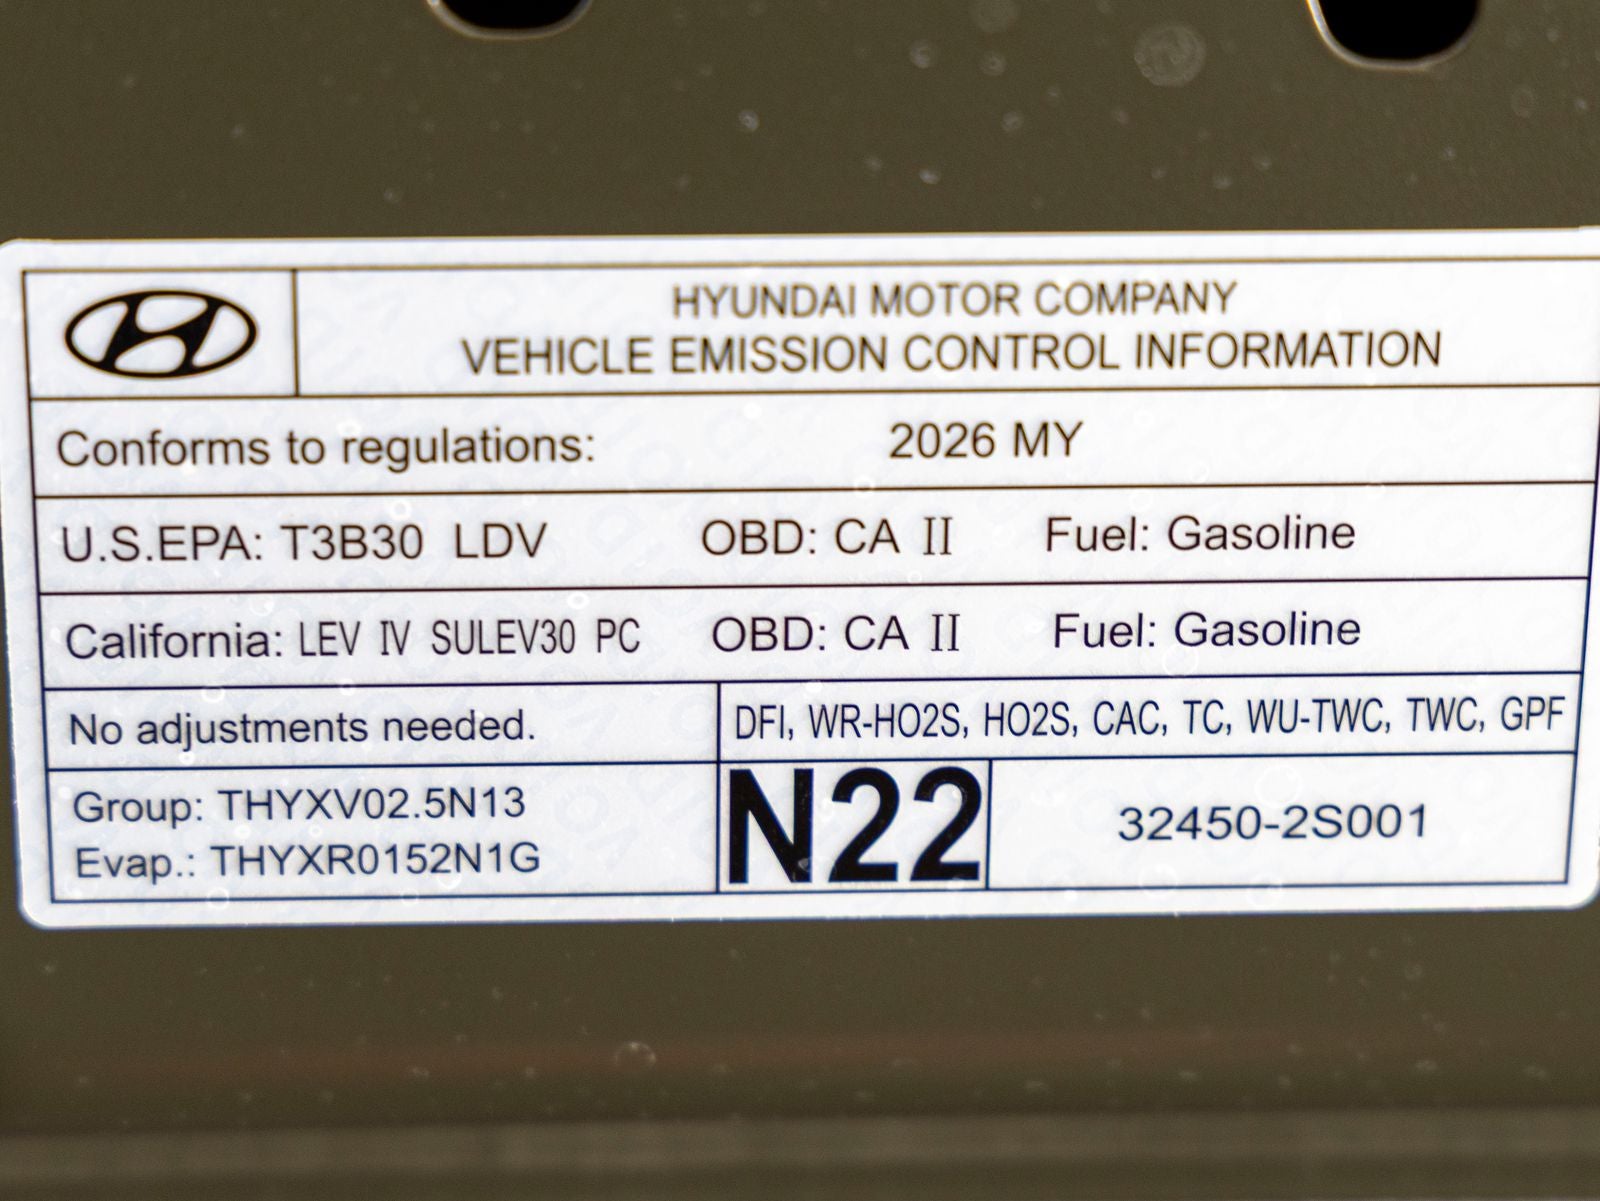 HYUNDAI MOTOR COMPANY
VEHICLE EMISSION CONTROL INFORMATION
Conforms to regulations: 2026 MY
U.S.EPA: T3B30 LDV OBD: CA II Fuel: Gasoline
California: LEV IV SULEV30 PC OBD: CA II Fuel: Gasoline
No adjustments needed. DFI, WR-HO2S, HO2S, CAC, TC, WU-TWC, TWC, GPF
Group: THYXV02.5N13
Evap.: THYXR0152N1G
N22
32450-2S001